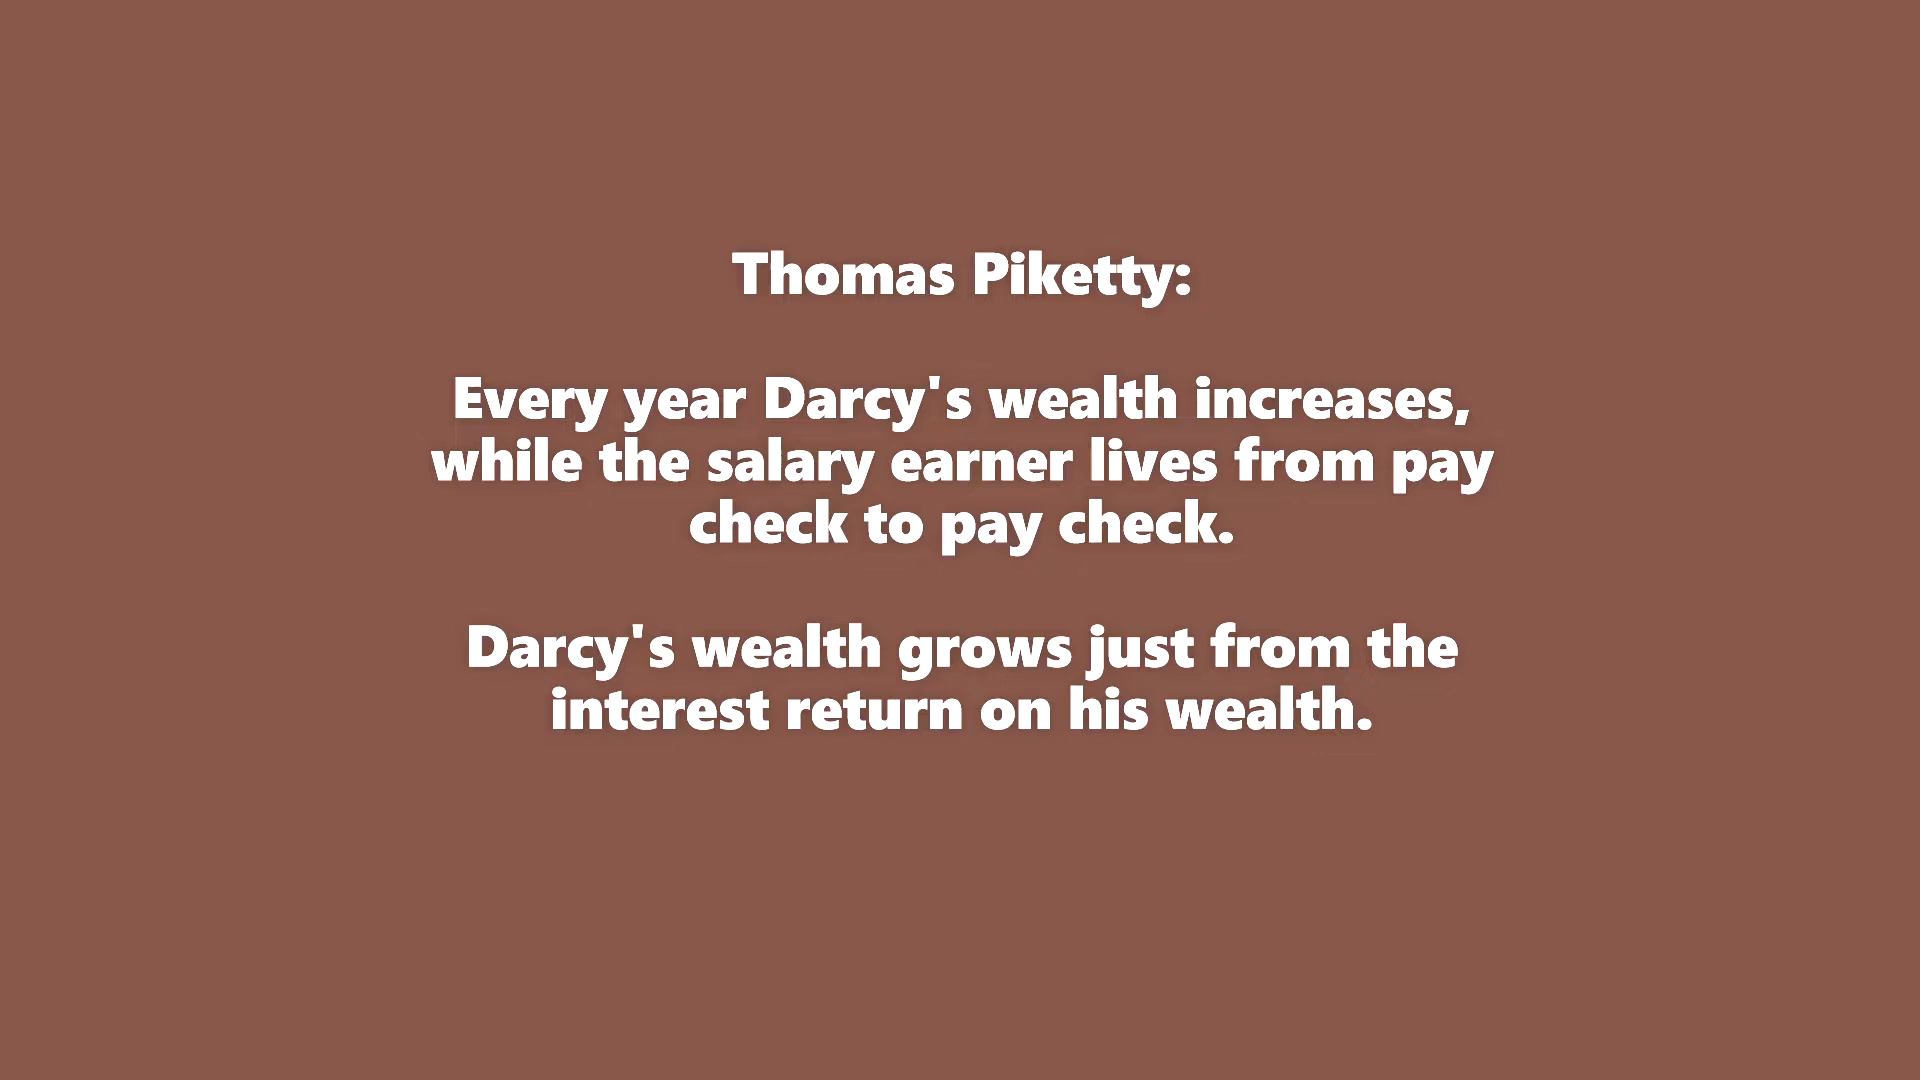 Thomas Piketty:
Every year Darcy's wealth increases,
while the salary earner lives from pay
check to pay check.
Darcy's wealth grows just from the
interest return on his wealth.